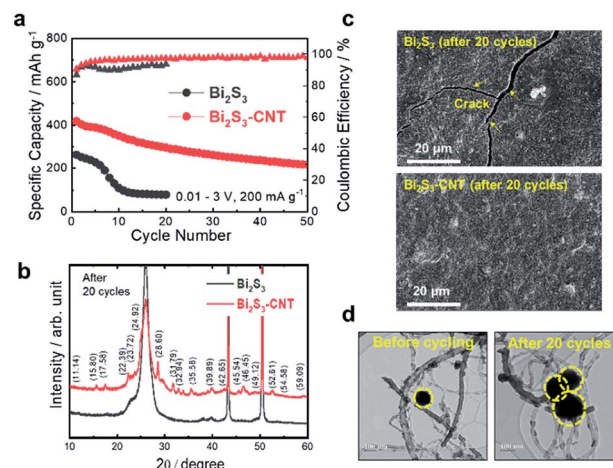 a
Specific Capacity / mAh g⁻¹
800
600
400
200
0
Bi₂S₃
Bi₂S₃-CNT
0.01 - 3 V, 200 mA g⁻¹
0 10 20 30 40 50
Cycle Number
100
80
60
40
20
0
Coulombic Efficiency / %
b
Intensity / arb. unit
After
20 cycles
Bi₂S₃
Bi₂S₃-CNT
(11.14)
(15.80)
(17.58)
(22.39)
(23.72)
(24.92)
(28.60)
(31.79)
(32.94)
(35.58)
(39.89)
(42.65)
(45.54)
(46.45)
(49.12)
(52.61)
(54.58)
(59.09)
10 20 30 40 50 60
2θ / degree
c
Bi₂S₃ (after 20 cycles)
Crack
20 μm
Bi₂S₃-CNT (after 20 cycles)
20 μm
d
Before cycling
100 nm
After 20 cycles
100 nm